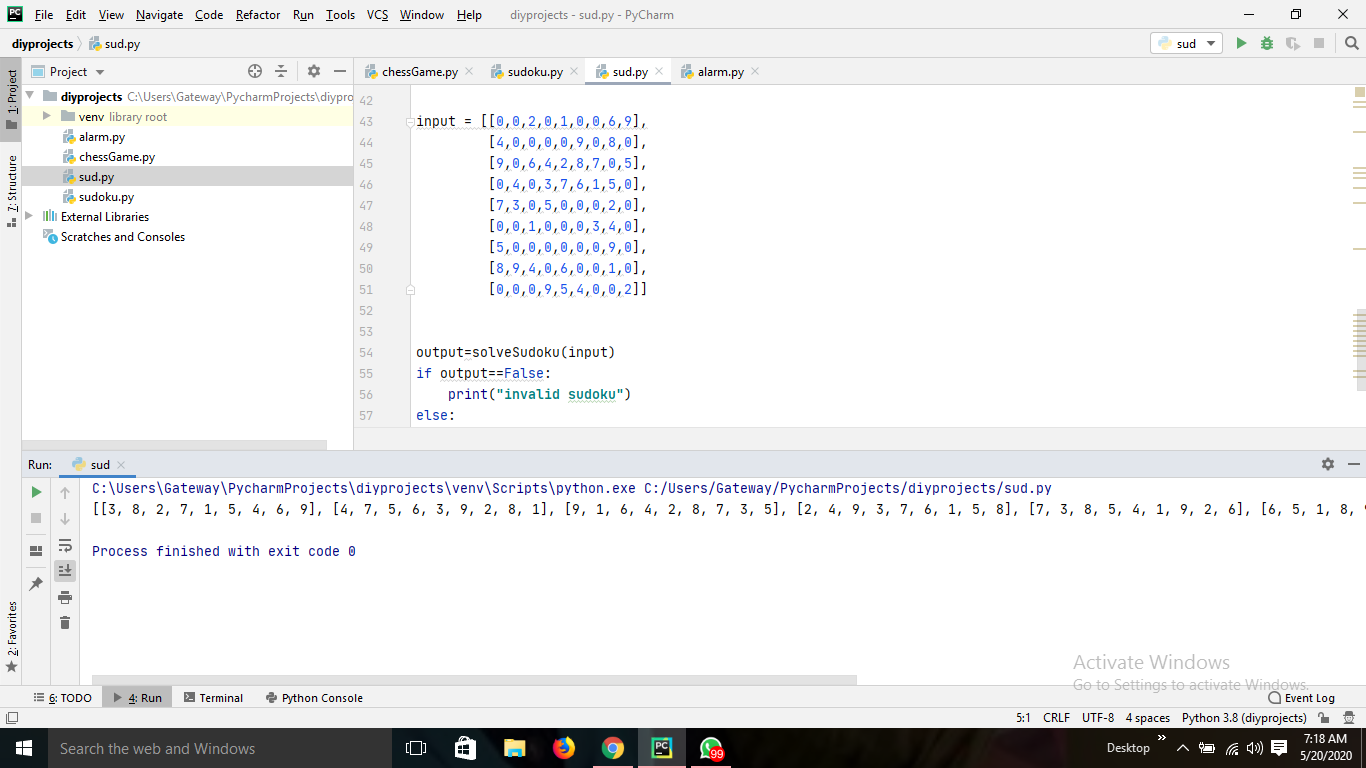 File Edit View Navigate Code Refactor Run Tools VCS Window Help diyprojects - sud.py - PyCharm
diyprojects sud.py sud
1: Project
Project
chessGame.py sudoku.py sud.py alarm.py
diyprojects C:\Users\Gateway\PycharmProjects\diypro
venv library root
alarm.py
chessGame.py
sud.py
sudoku.py
External Libraries
Scratches and Consoles
7: Structure
42
43 input = [[0,0,2,0,1,0,0,6,9],
44 [4,0,0,0,0,9,0,8,0],
45 [9,0,6,4,2,8,7,0,5],
46 [0,4,0,3,7,6,1,5,0],
47 [7,3,0,5,0,0,0,2,0],
48 [0,0,1,0,0,0,3,4,0],
49 [5,0,0,0,0,0,0,9,0],
50 [8,9,4,0,6,0,0,1,0],
51 [0,0,0,9,5,4,0,0,2]]
52
53
54 output=solveSudoku(input)
55 if output==False:
56 print("invalid sudoku")
57 else:
Run: sud
C:\Users\Gateway\PycharmProjects\diyprojects\venv\Scripts\python.exe C:/Users/Gateway/PycharmProjects/diyprojects/sud.py
[[3, 8, 2, 7, 1, 5, 4, 6, 9], [4, 7, 5, 6, 3, 9, 2, 8, 1], [9, 1, 6, 4, 2, 8, 7, 3, 5], [2, 4, 9, 3, 7, 6, 1, 5, 8], [7, 3, 8, 5, 4, 1, 9, 2, 6], [6, 5, 1, 8, 9
Process finished with exit code 0
2: Favorites
Activate Windows
Go to Settings to activate Windows.
6: TODO 4: Run Terminal Python Console Event Log
5:1 CRLF UTF-8 4 spaces Python 3.8 (diyprojects)
Search the web and Windows
PC
99
Desktop
7:18 AM
5/20/2020